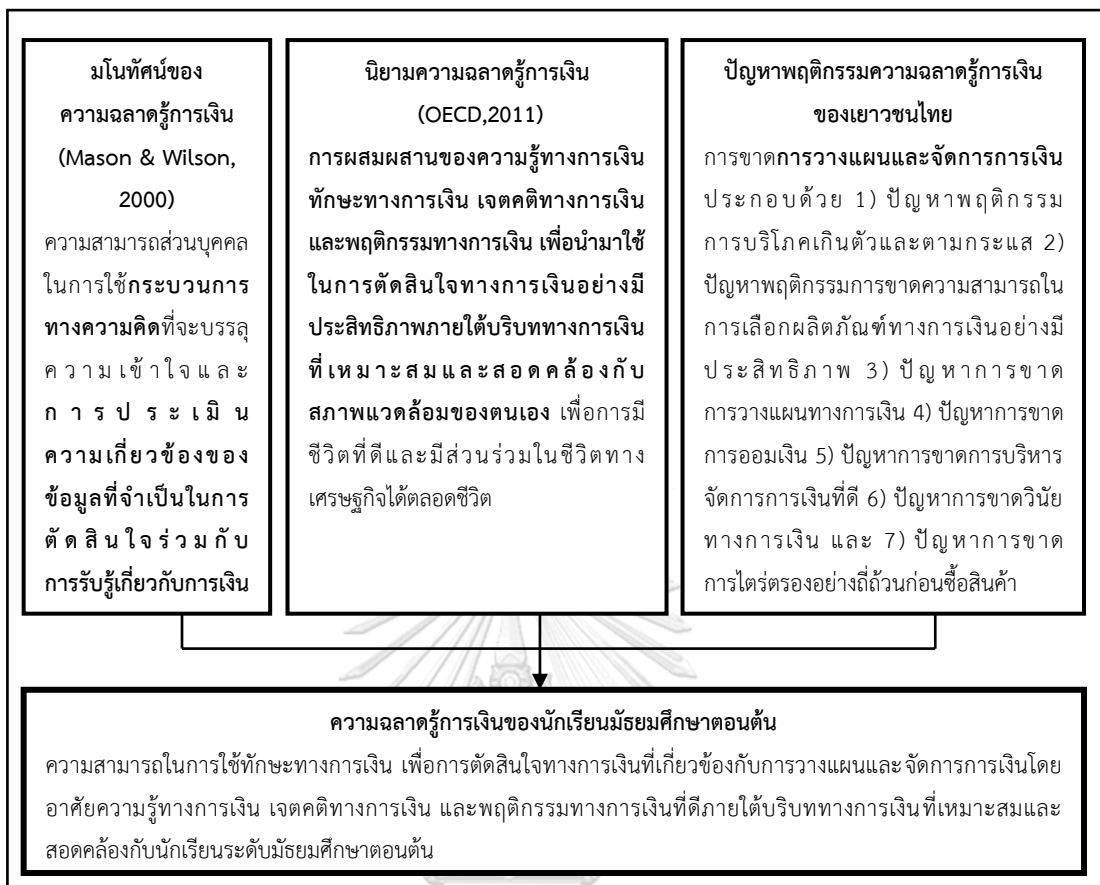 มโนทัศน์ของ
ความฉลาดรู้การเงิน
(Mason & Wilson,
2000)
ความสามารถส่วนบุคคล
ในการใช้กระบวนการ
ทางความคิดที่จะบรรลุ
ความเข้าใจและ
การประเมิน
ความเกี่ยวข้องของ
ข้อมูลที่จำเป็นในการ
ตัดสินใจร่วมกับ
การรับรู้เกี่ยวกับการเงิน
นิยามความฉลาดรู้การเงิน
(OECD,2011)
การผสมผสานของความรู้ทางการเงิน
ทักษะทางการเงิน เจตคติทางการเงิน
และพฤติกรรมทางการเงิน เพื่อนำมาใช้
ในการตัดสินใจทางการเงินอย่างมี
ประสิทธิภาพภายใต้บริบททางการเงิน
ที่เหมาะสมและสอดคล้องกับ
สภาพแวดล้อมของตนเอง เพื่อการมี
ชีวิตที่ดีและมีส่วนร่วมในชีวิตทาง
เศรษฐกิจได้ตลอดชีวิต
ปัญหาพฤติกรรมความฉลาดรู้การเงิน
ของเยาวชนไทย
การขาดการวางแผนและจัดการการเงิน
ประกอบด้วย 1) ปัญหาพฤติกรรม
การบริโภคเกินตัวและตามกระแส 2)
ปัญหาพฤติกรรมการขาดความสามารถใน
การเลือกผลิตภัณฑ์ทางการเงินอย่างมี
ประสิทธิภาพ 3) ปัญหาการขาด
การวางแผนทางการเงิน 4) ปัญหาการขาด
การออมเงิน 5) ปัญหาการขาดการบริหาร
จัดการการเงินที่ดี 6) ปัญหาการขาดวินัย
ทางการเงิน และ 7) ปัญหาการขาด
การไตร่ตรองอย่างถี่ถ้วนก่อนซื้อสินค้า
ความฉลาดรู้การเงินของนักเรียนมัธยมศึกษาตอนต้น
ความสามารถในการใช้ทักษะทางการเงิน เพื่อการตัดสินใจทางการเงินที่เกี่ยวข้องกับการวางแผนและจัดการการเงินโดย
อาศัยความรู้ทางการเงิน เจตคติทางการเงิน และพฤติกรรมทางการเงินที่ดีภายใต้บริบททางการเงินที่เหมาะสมและ
สอดคล้องกับนักเรียนระดับมัธยมศึกษาตอนต้น